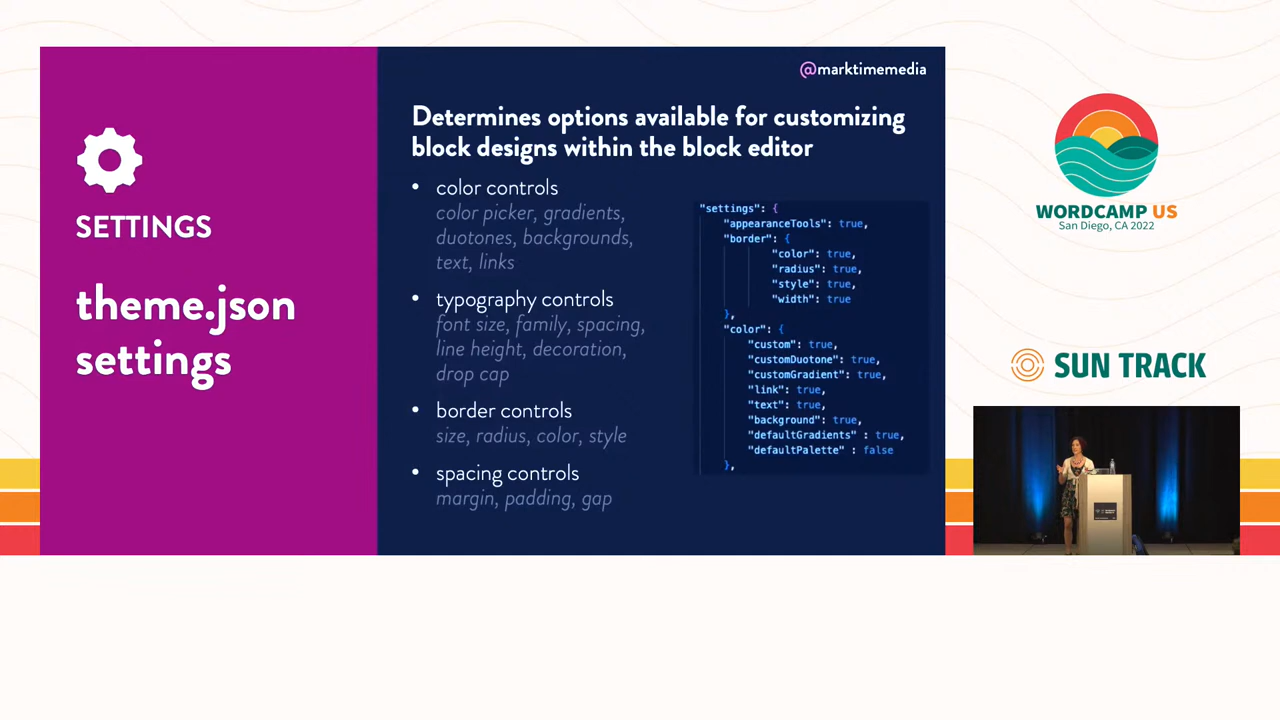 @marktimemedia
SETTINGS
theme.json
settings
Determines options available for customizing
block designs within the block editor
• color controls
color picker, gradients,
duotones, backgrounds,
text, links
• typography controls
font size, family, spacing,
line height, decoration,
drop cap
• border controls
size, radius, color, style
• spacing controls
margin, padding, gap
"settings": {
"appearanceTools": true,
"border": {
"color": true,
"radius": true,
"style": true,
"width": true
},
"color": {
"custom": true,
"customDuotone": true,
"customGradient": true,
"link": true,
"text": true,
"background": true,
"defaultGradients" : true,
"defaultPalette" : false
},
WORDCAMP US
San Diego, CA 2022
SUN TRACK